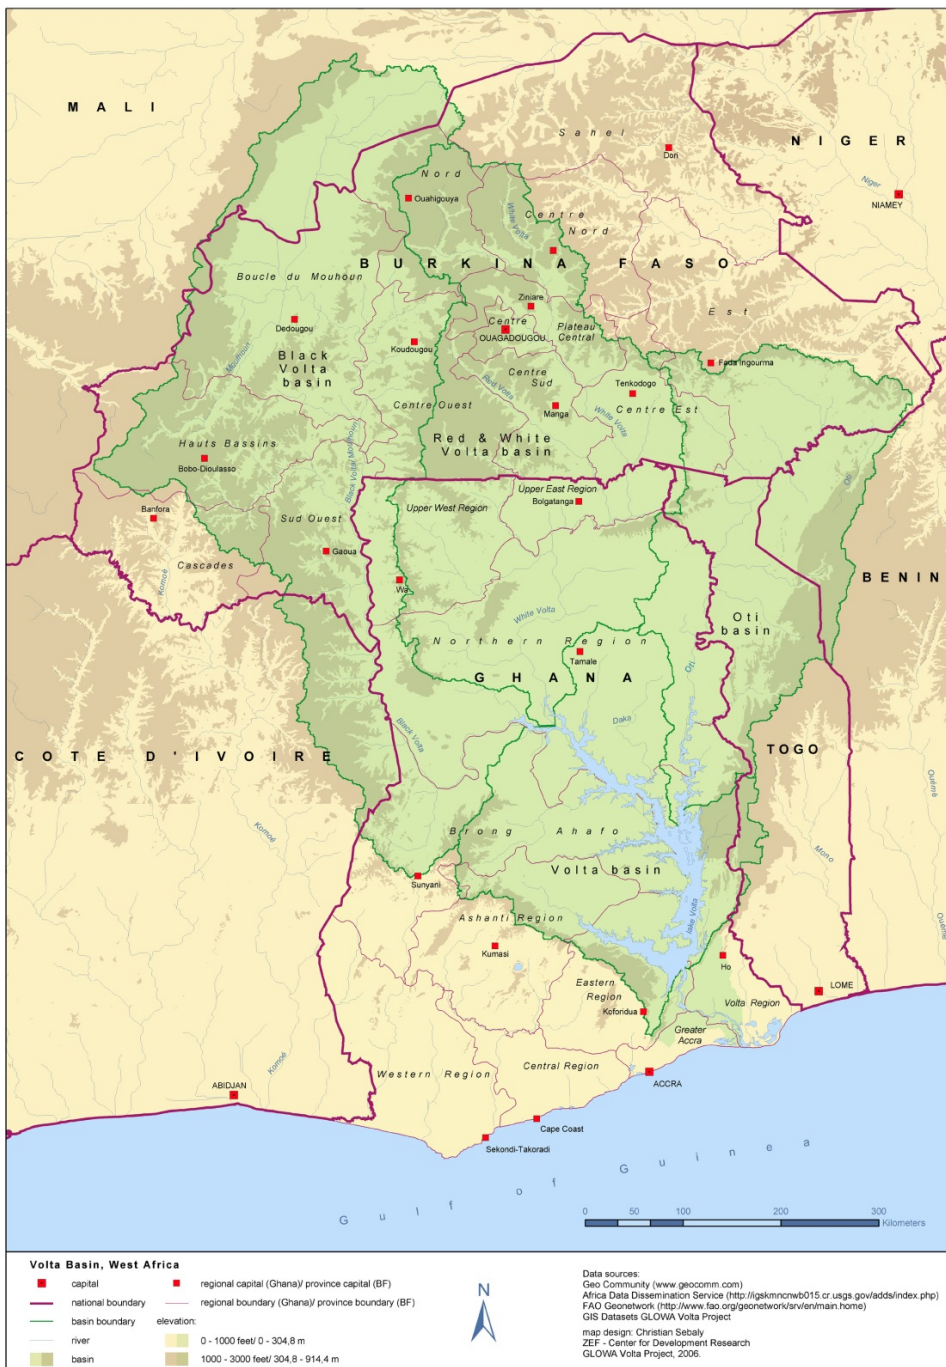 MALI
NIGER
Sahel
Dori
Niger
NIAMEY
Nord
Ouahigouya
White Volta
Centre
Nord
BURKINA FASO
Boucle du Mouhoun
Est
Ziniare
Dedougou
Centre
OUAGADOUGOU
Plateau
Central
Koudougou
Mouhoun
Black
Volta
basin
Fada Ingourma
Centre
Sud
Tenkodogo
Red Volta
Centre Ouest
Manga
White Volta
Centre Est
Hauts Bassins
Red & White
Volta basin
Bobo-Dioulasso
Black Volta( Mouhoun)
Oti
Upper East Region
Upper West Region
Bolgatanga
Banfora
Sud Ouest
Gaoua
Cascades
Komoé
Wa
BENIN
White Volta
Oti
basin
Northern Region
Tamale
Oti
GHANA
Black Volta
Daka
COTE D'IVOIRE
TOGO
Ouémé
Komoé
Brong Ahafo
Mono
Volta basin
Sunyani
Ashanti Region
lake Volta
Ouémé
Kumasi
Ho
Eastern
Region
LOME
Koforidua
Volta Region
Greater
Accra
Komoé
Central Region
Western Region
ACCRA
ABIDJAN
Cape Coast
Sekondi-Takoradi
Gulf of Guinea
0 50 100 200 300
Kilometers
Volta Basin, West Africa
capital
regional capital (Ghana)/ province capital (BF)
national boundary
regional boundary (Ghana)/ province boundary (BF)
basin boundary
elevation:
river
0 - 1000 feet/ 0 - 304,8 m
basin
1000 - 3000 feet/ 304,8 - 914,4 m
N
Data sources:
Geo Community (www.geocomm.com)
Africa Data Dissemination Service (http://igskmncnwb015.cr.usgs.gov/adds/index.php)
FAO Geonetwork (http://www.fao.org/geonetwork/srv/en/main.home)
GIS Datasets GLOWA Volta Project
map design: Christian Sebaly
ZEF - Center for Development Research
GLOWA Volta Project, 2006.